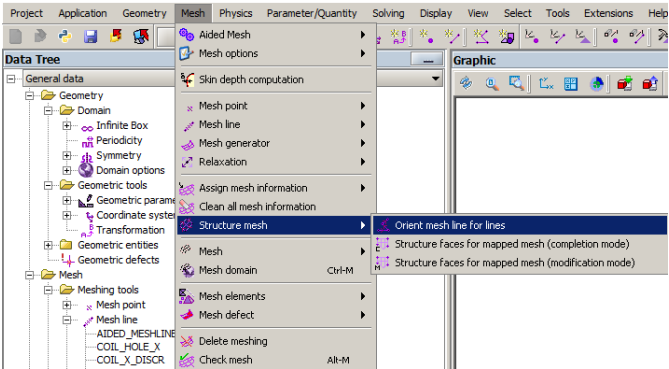 Project Application Geometry Mesh Physics Parameter/Quantity Solving Display View Select Tools Extensions Help
Data Tree
General data
Geometry
Domain
Infinite Box
Periodicity
Symmetry
Domain options
Geometric tools
Geometric parame
Coordinate syste
Transformation
Geometric entities
Geometric defects
Mesh
Meshing tools
Mesh point
Mesh line
AIDED_MESHLINE
COIL_HOLE_X
COIL_X_DISCR
Aided Mesh
Mesh options
Skin depth computation
Mesh point
Mesh line
Mesh generator
Relaxation
Assign mesh information
Clean all mesh information
Structure mesh
Mesh
Mesh domain Ctrl-M
Mesh elements
Mesh defect
Delete meshing
Check mesh Alt-M
Orient mesh line for lines
Structure faces for mapped mesh (completion mode)
Structure faces for mapped mesh (modification mode)
Graphic